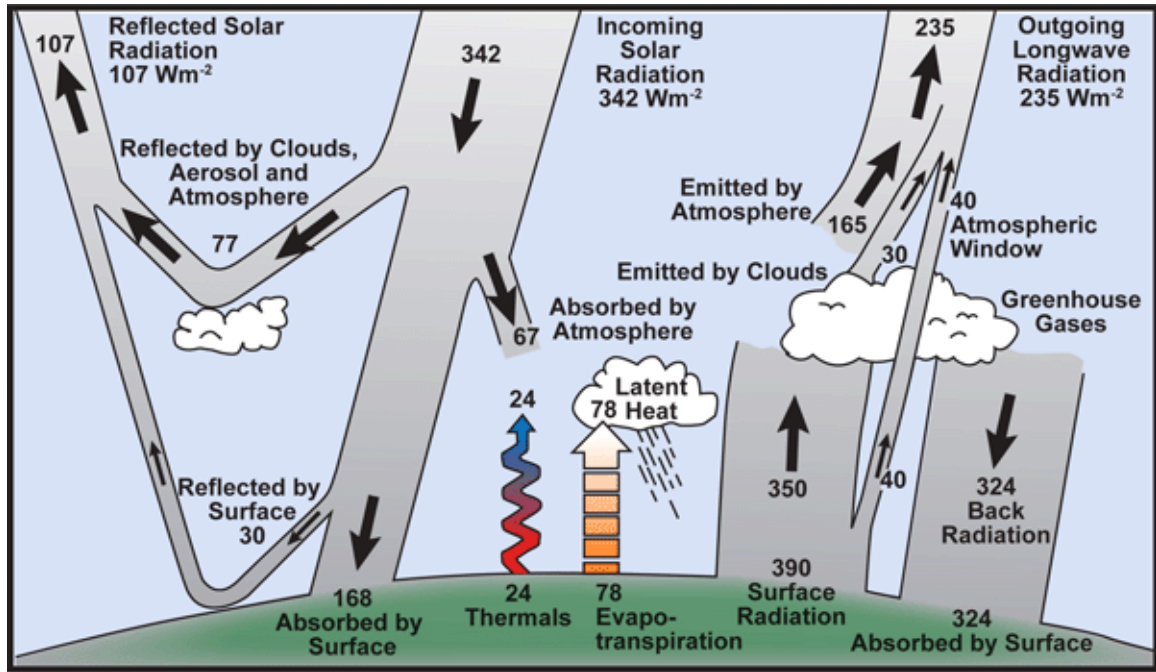 107
Reflected Solar
Radiation
107 Wm-2
342
Incoming
Solar
Radiation
342 Wm-2
235
Outgoing
Longwave
Radiation
235 Wm-2
Reflected by Clouds,
Aerosol and
Atmosphere
77
Emitted by
Atmosphere
165
40
Atmospheric
Window
30
Emitted by Clouds
Greenhouse
Gases
Absorbed by
Atmosphere
67
24
78
Latent
Heat
Reflected by
Surface
30
350
40
324
Back
Radiation
168
Absorbed by
Surface
24
Thermals
78
Evapo-
transpiration
390
Surface
Radiation
324
Absorbed by Surface